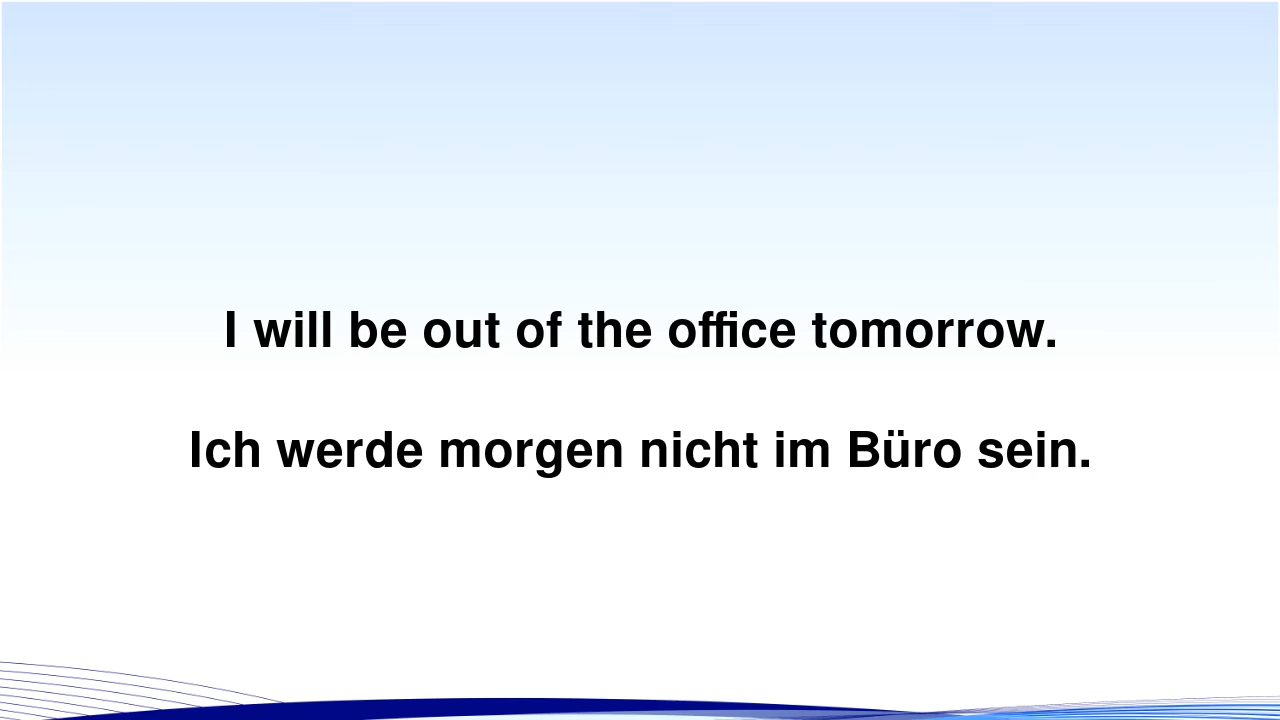 I will be out of the office tomorrow.
Ich werde morgen nicht im Büro sein.